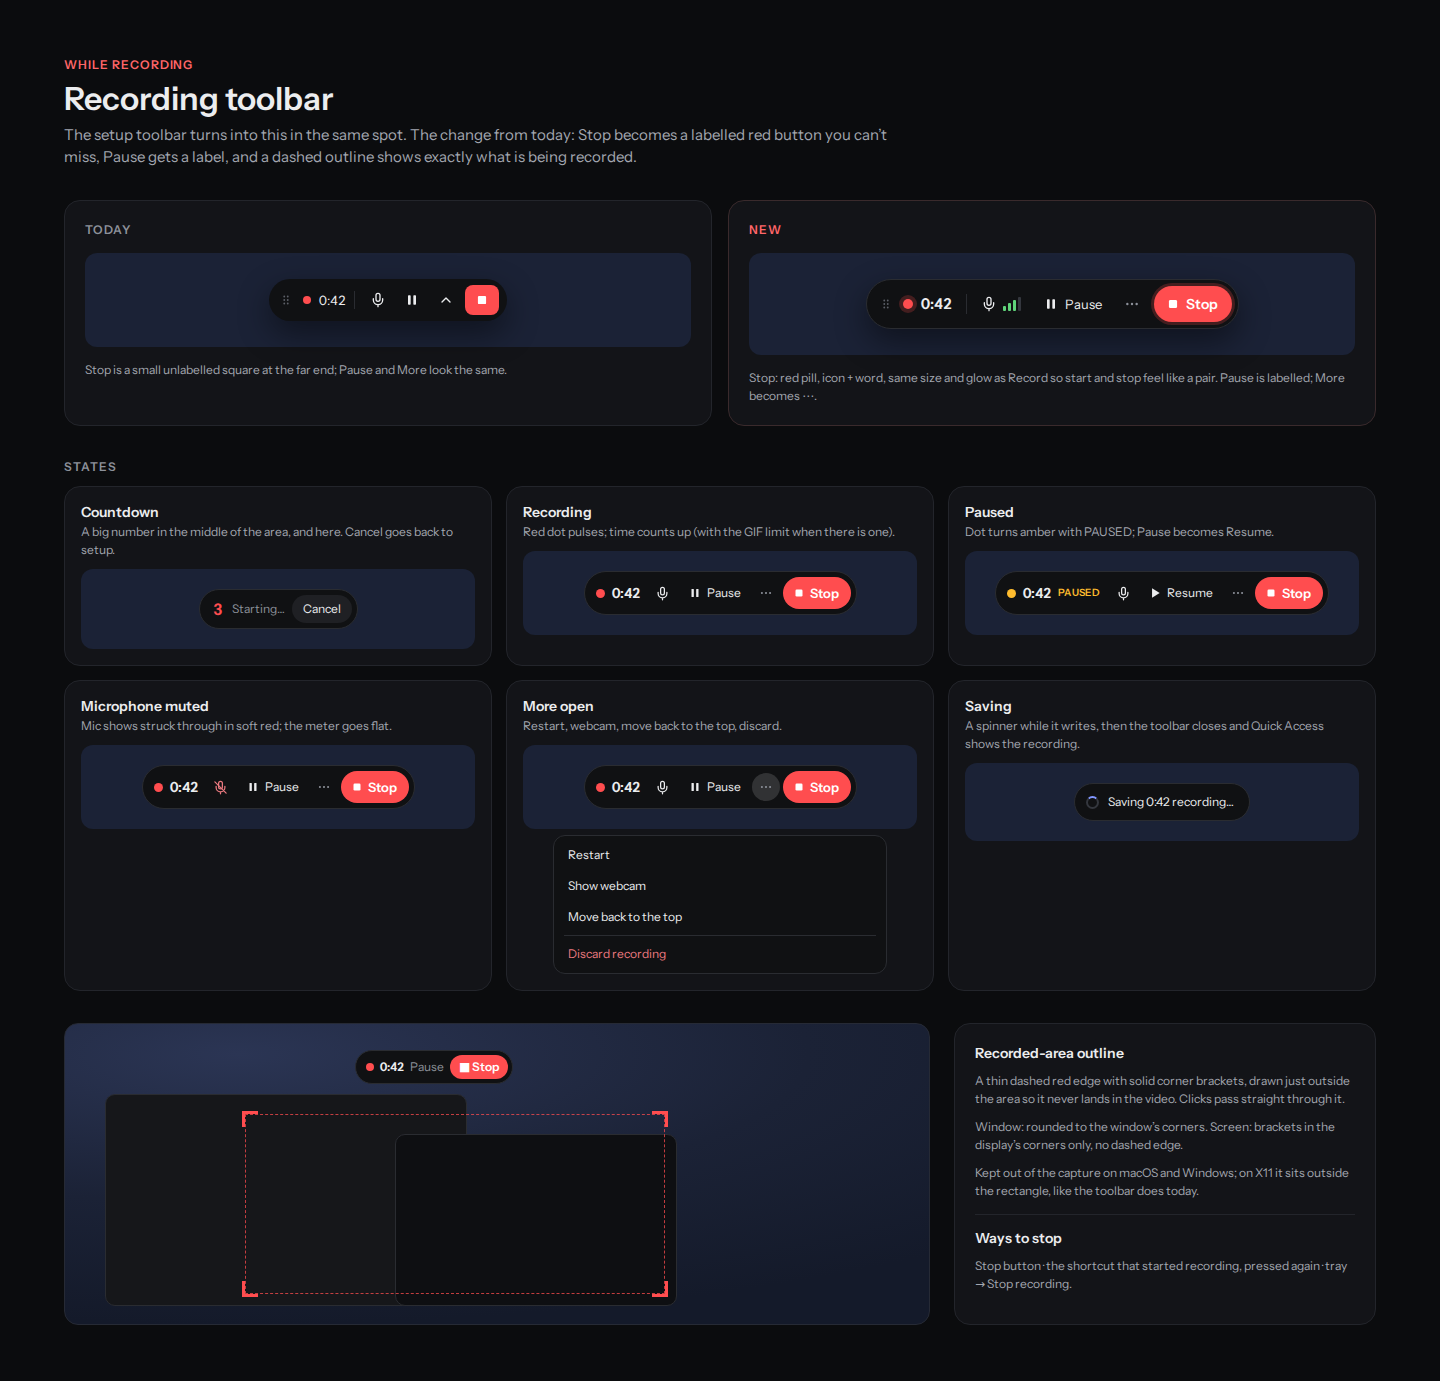 WHILE RECORDING
Recording toolbar
The setup toolbar turns into this in the same spot. The change from today: Stop becomes a labelled red button you can't
miss, Pause gets a label, and a dashed outline shows exactly what is being recorded.
TODAY
0:42
Stop is a small unlabelled square at the far end; Pause and More look the same.
NEW
0:42 Pause ··· Stop
Stop: red pill, icon + word, same size and glow as Record so start and stop feel like a pair. Pause is labelled; More
becomes ···.
STATES
Countdown
A big number in the middle of the area, and here. Cancel goes back to
setup.
3 Starting… Cancel
Recording
Red dot pulses; time counts up (with the GIF limit when there is one).
0:42 Pause ··· Stop
Paused
Dot turns amber with PAUSED; Pause becomes Resume.
0:42 PAUSED Resume ··· Stop
Microphone muted
Mic shows struck through in soft red; the meter goes flat.
0:42 Pause ··· Stop
More open
Restart, webcam, move back to the top, discard.
0:42 Pause ··· Stop
Restart
Show webcam
Move back to the top
Discard recording
Saving
A spinner while it writes, then the toolbar closes and Quick Access
shows the recording.
Saving 0:42 recording…
0:42 Pause Stop
Recorded-area outline
A thin dashed red edge with solid corner brackets, drawn just outside
the area so it never lands in the video. Clicks pass straight through it.
Window: rounded to the window's corners. Screen: brackets in the
display's corners only, no dashed edge.
Kept out of the capture on macOS and Windows; on X11 it sits outside
the rectangle, like the toolbar does today.
Ways to stop
Stop button · the shortcut that started recording, pressed again · tray
→ Stop recording.